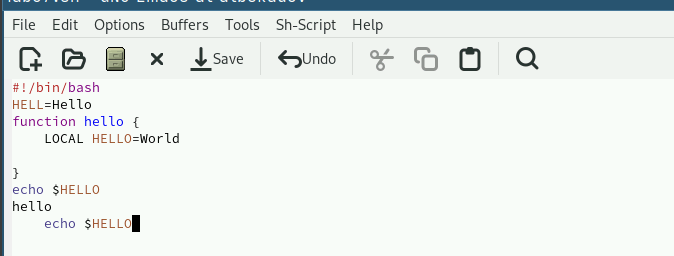 File Edit Options Buffers Tools Sh-Script Help
Save Undo
#!/bin/bash
HELL=Hello
function hello {
    LOCAL HELLO=World
}
echo $HELLO
hello
    echo $HELLO